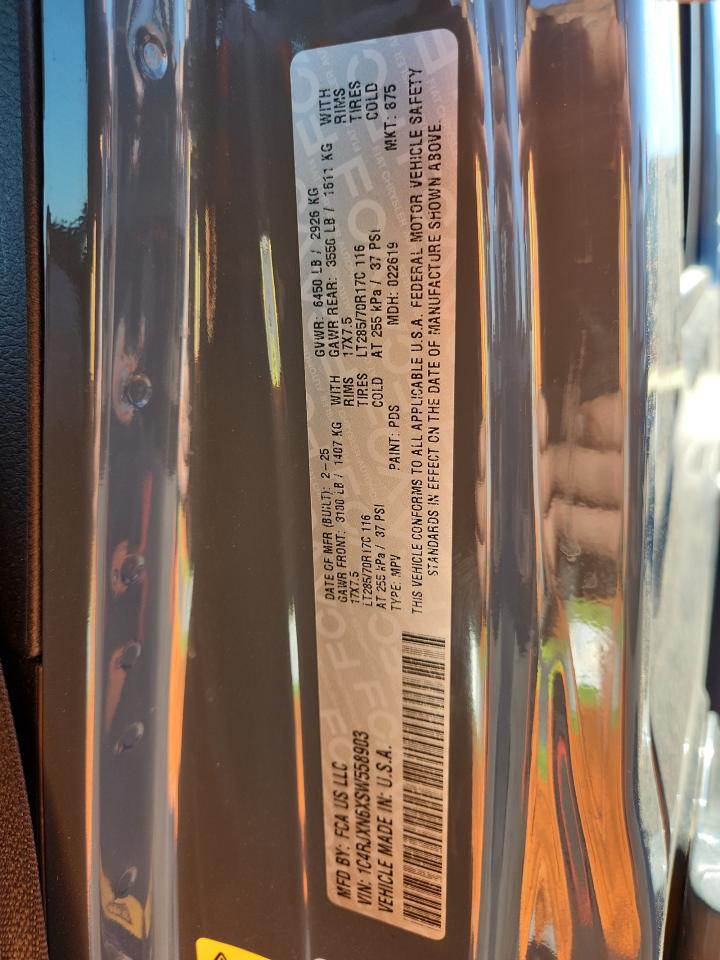 MFD BY: FCA US LLC
DATE OF MFR (BUILT): 2-25
GVWR: 6450 LB / 2926 KG
VIN: 1C4RJXN6XSW558903
GAWR FRONT: 3100 LB / 1407 KG WITH
GAWR REAR: 3550 LB / 1611 KG WITH
17X7.5 RIMS
17X7.5 RIMS
LT285/70R17C 116 TIRES
LT285/70R17C 116 TIRES
AT 255 kPa / 37 PSI COLD
AT 255 kPa / 37 PSI COLD
VEHICLE MADE IN: U.S.A.
TYPE: MPV PAINT: PDS MDH: 022619 MKT: 875
THIS VEHICLE CONFORMS TO ALL APPLICABLE U.S.A. FEDERAL MOTOR VEHICLE SAFETY
STANDARDS IN EFFECT ON THE DATE OF MANUFACTURE SHOWN ABOVE.